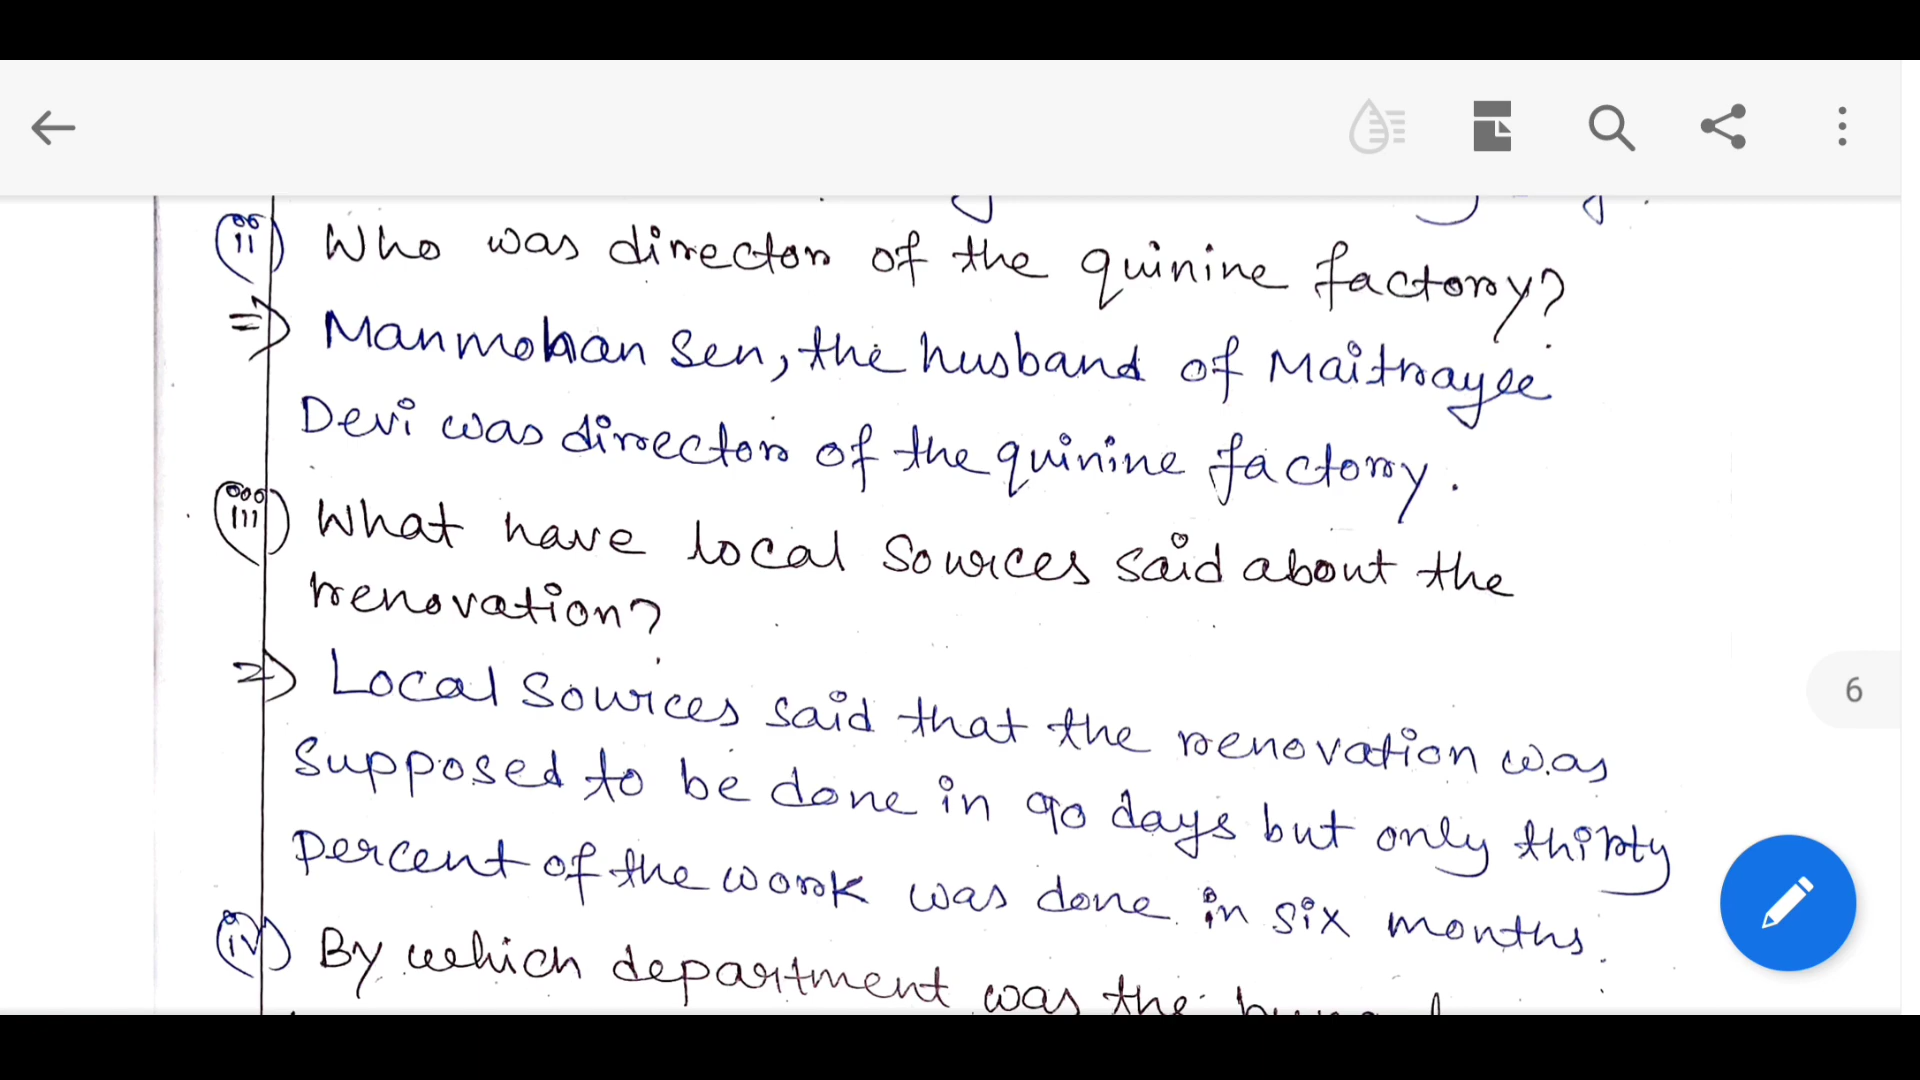 (ii) Who was director of the quinine factory?
⇒ Manmohan Sen, the husband of Maitrayee
Devi was director of the quinine factory.
(iii) What have local sources said about the
renovation?
⇒ Local sources said that the renovation was
supposed to be done in 90 days but only thirty
percent of the work was done in six months.
6
(iv) By which department was the